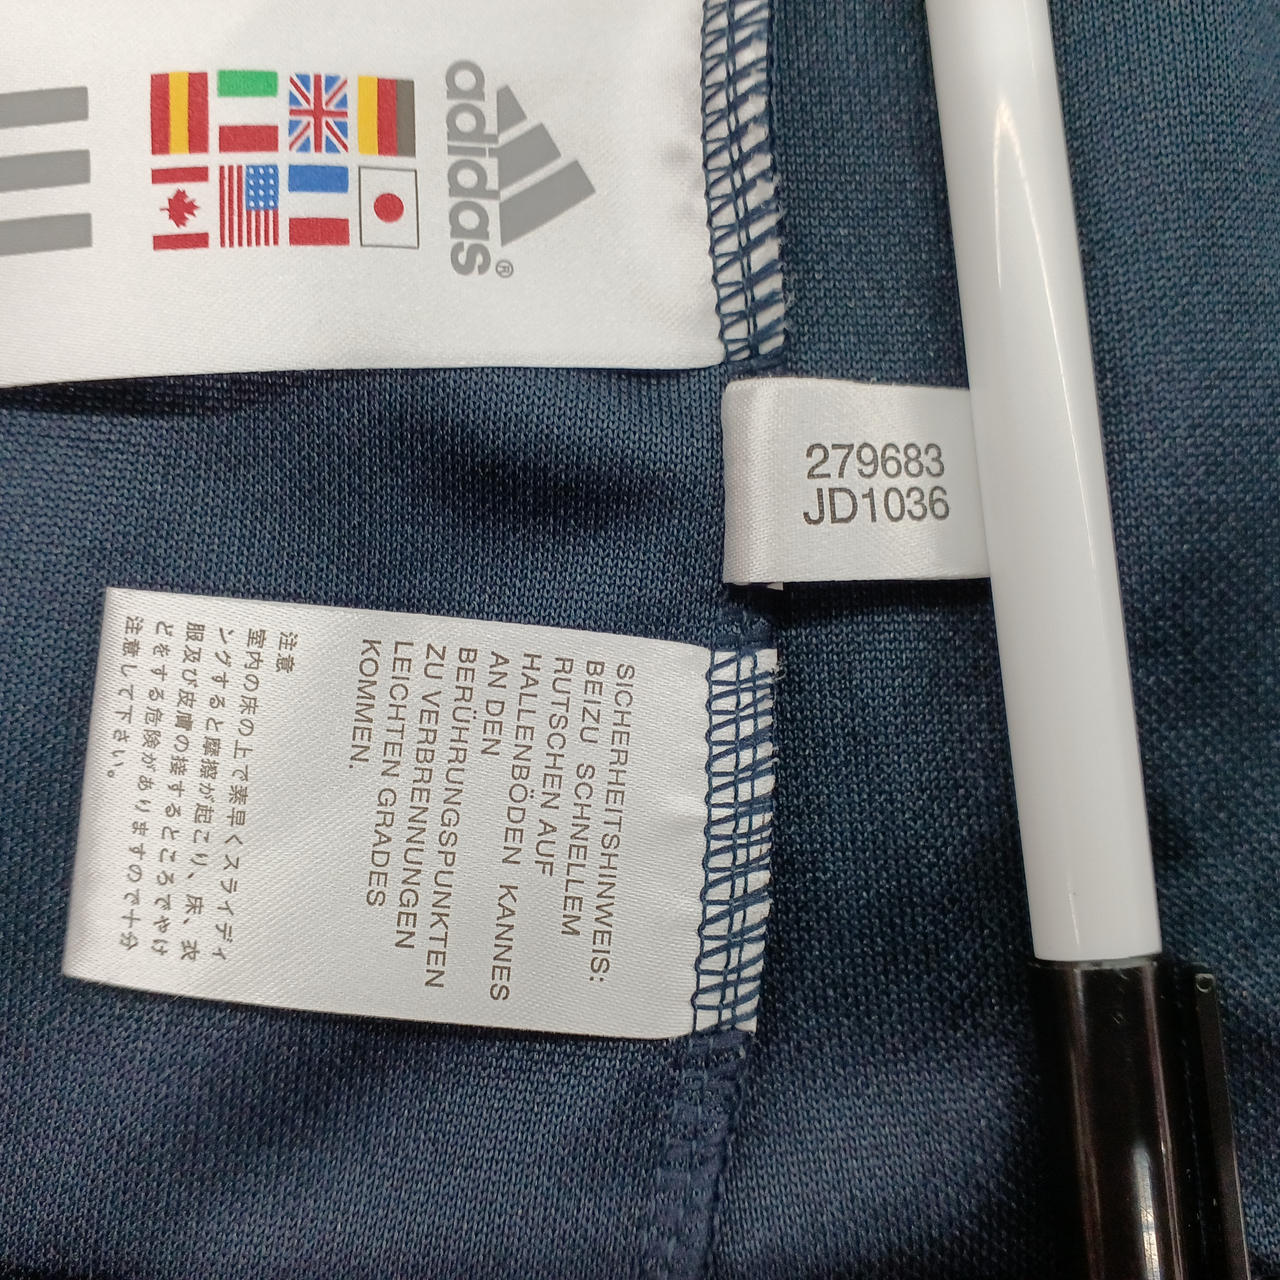 adidas®
279683
JD1036
SICHERHEITSHINWEIS:
BEIZU SCHNELLEM
RUTSCHEN AUF
HALLENBÖDEN KANNES
AN DEN
BERÜHRUNGSPUNKTEN
ZU VERBRENNUNGEN
LEICHTEN GRADES
KOMMEN.
注意
室内の床の上で素早くスライディ
ングすると摩擦が起こり、床、衣
服及び皮膚の接するところでやけ
どをする危険がありますので十分
注意して下さい。